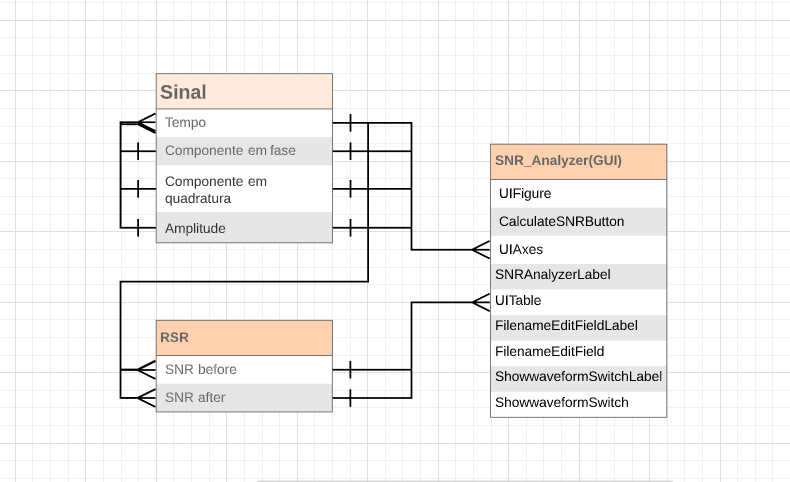 Sinal
Tempo
Componente em fase
Componente em
quadratura
Amplitude
RSR
SNR before
SNR after
SNR_Analyzer(GUI)
UIFigure
CalculateSNRButton
UIAxes
SNRAnalyzerLabel
UITable
FilenameEditFieldLabel
FilenameEditField
ShowwaveformSwitchLabel
ShowwaveformSwitch